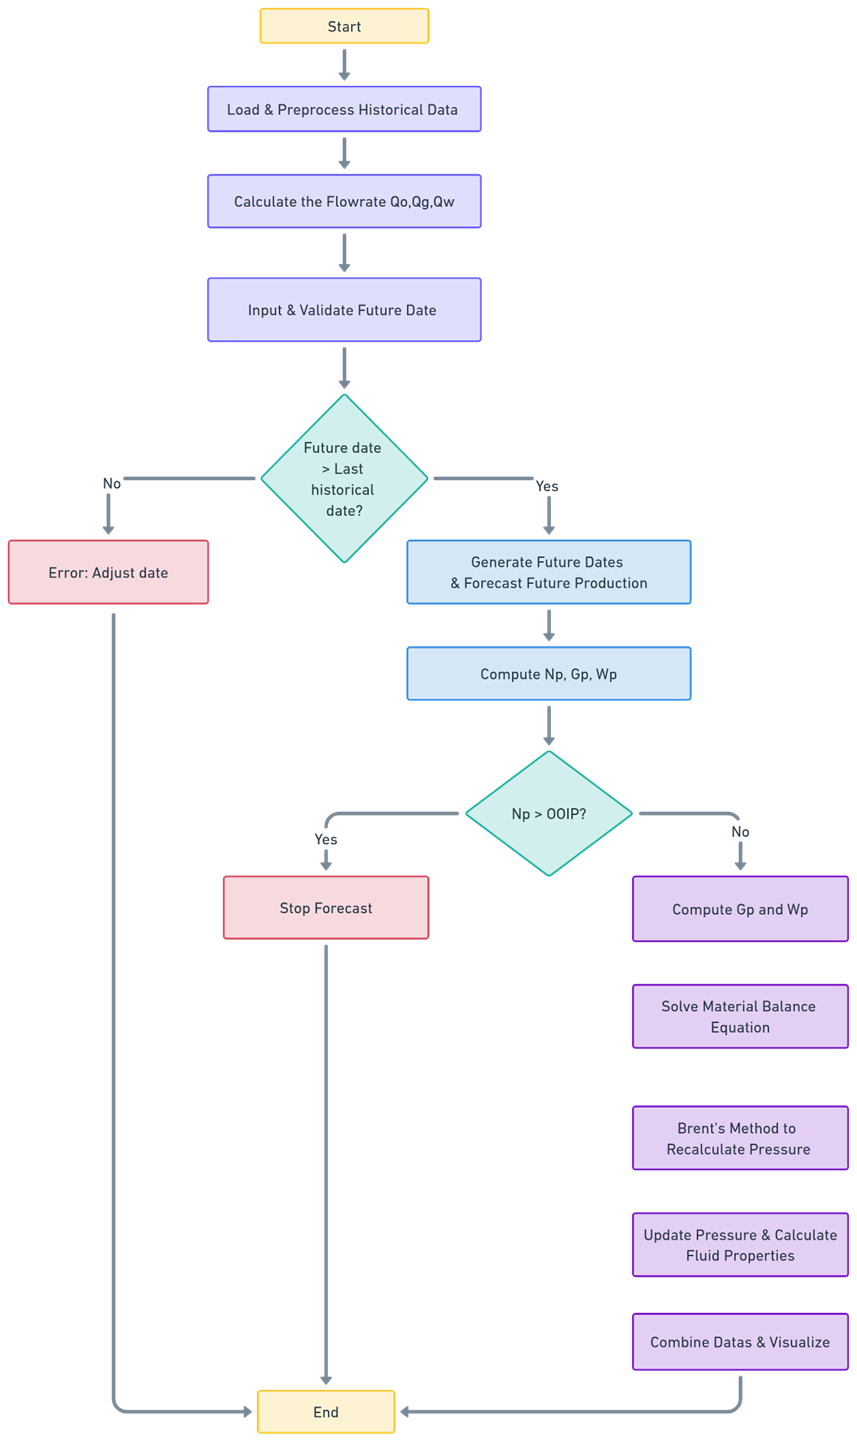 Start
Load & Preprocess Historical Data
Calculate the Flowrate Qo,Qg,Qw
Input & Validate Future Date
Future date
> Last
historical
date?
No
Yes
Error: Adjust date
Generate Future Dates
& Forecast Future Production
Compute Np, Gp, Wp
Np > OOIP?
Yes
No
Stop Forecast
Compute Gp and Wp
Solve Material Balance
Equation
Brent's Method to
Recalculate Pressure
Update Pressure & Calculate
Fluid Properties
Combine Datas & Visualize
End